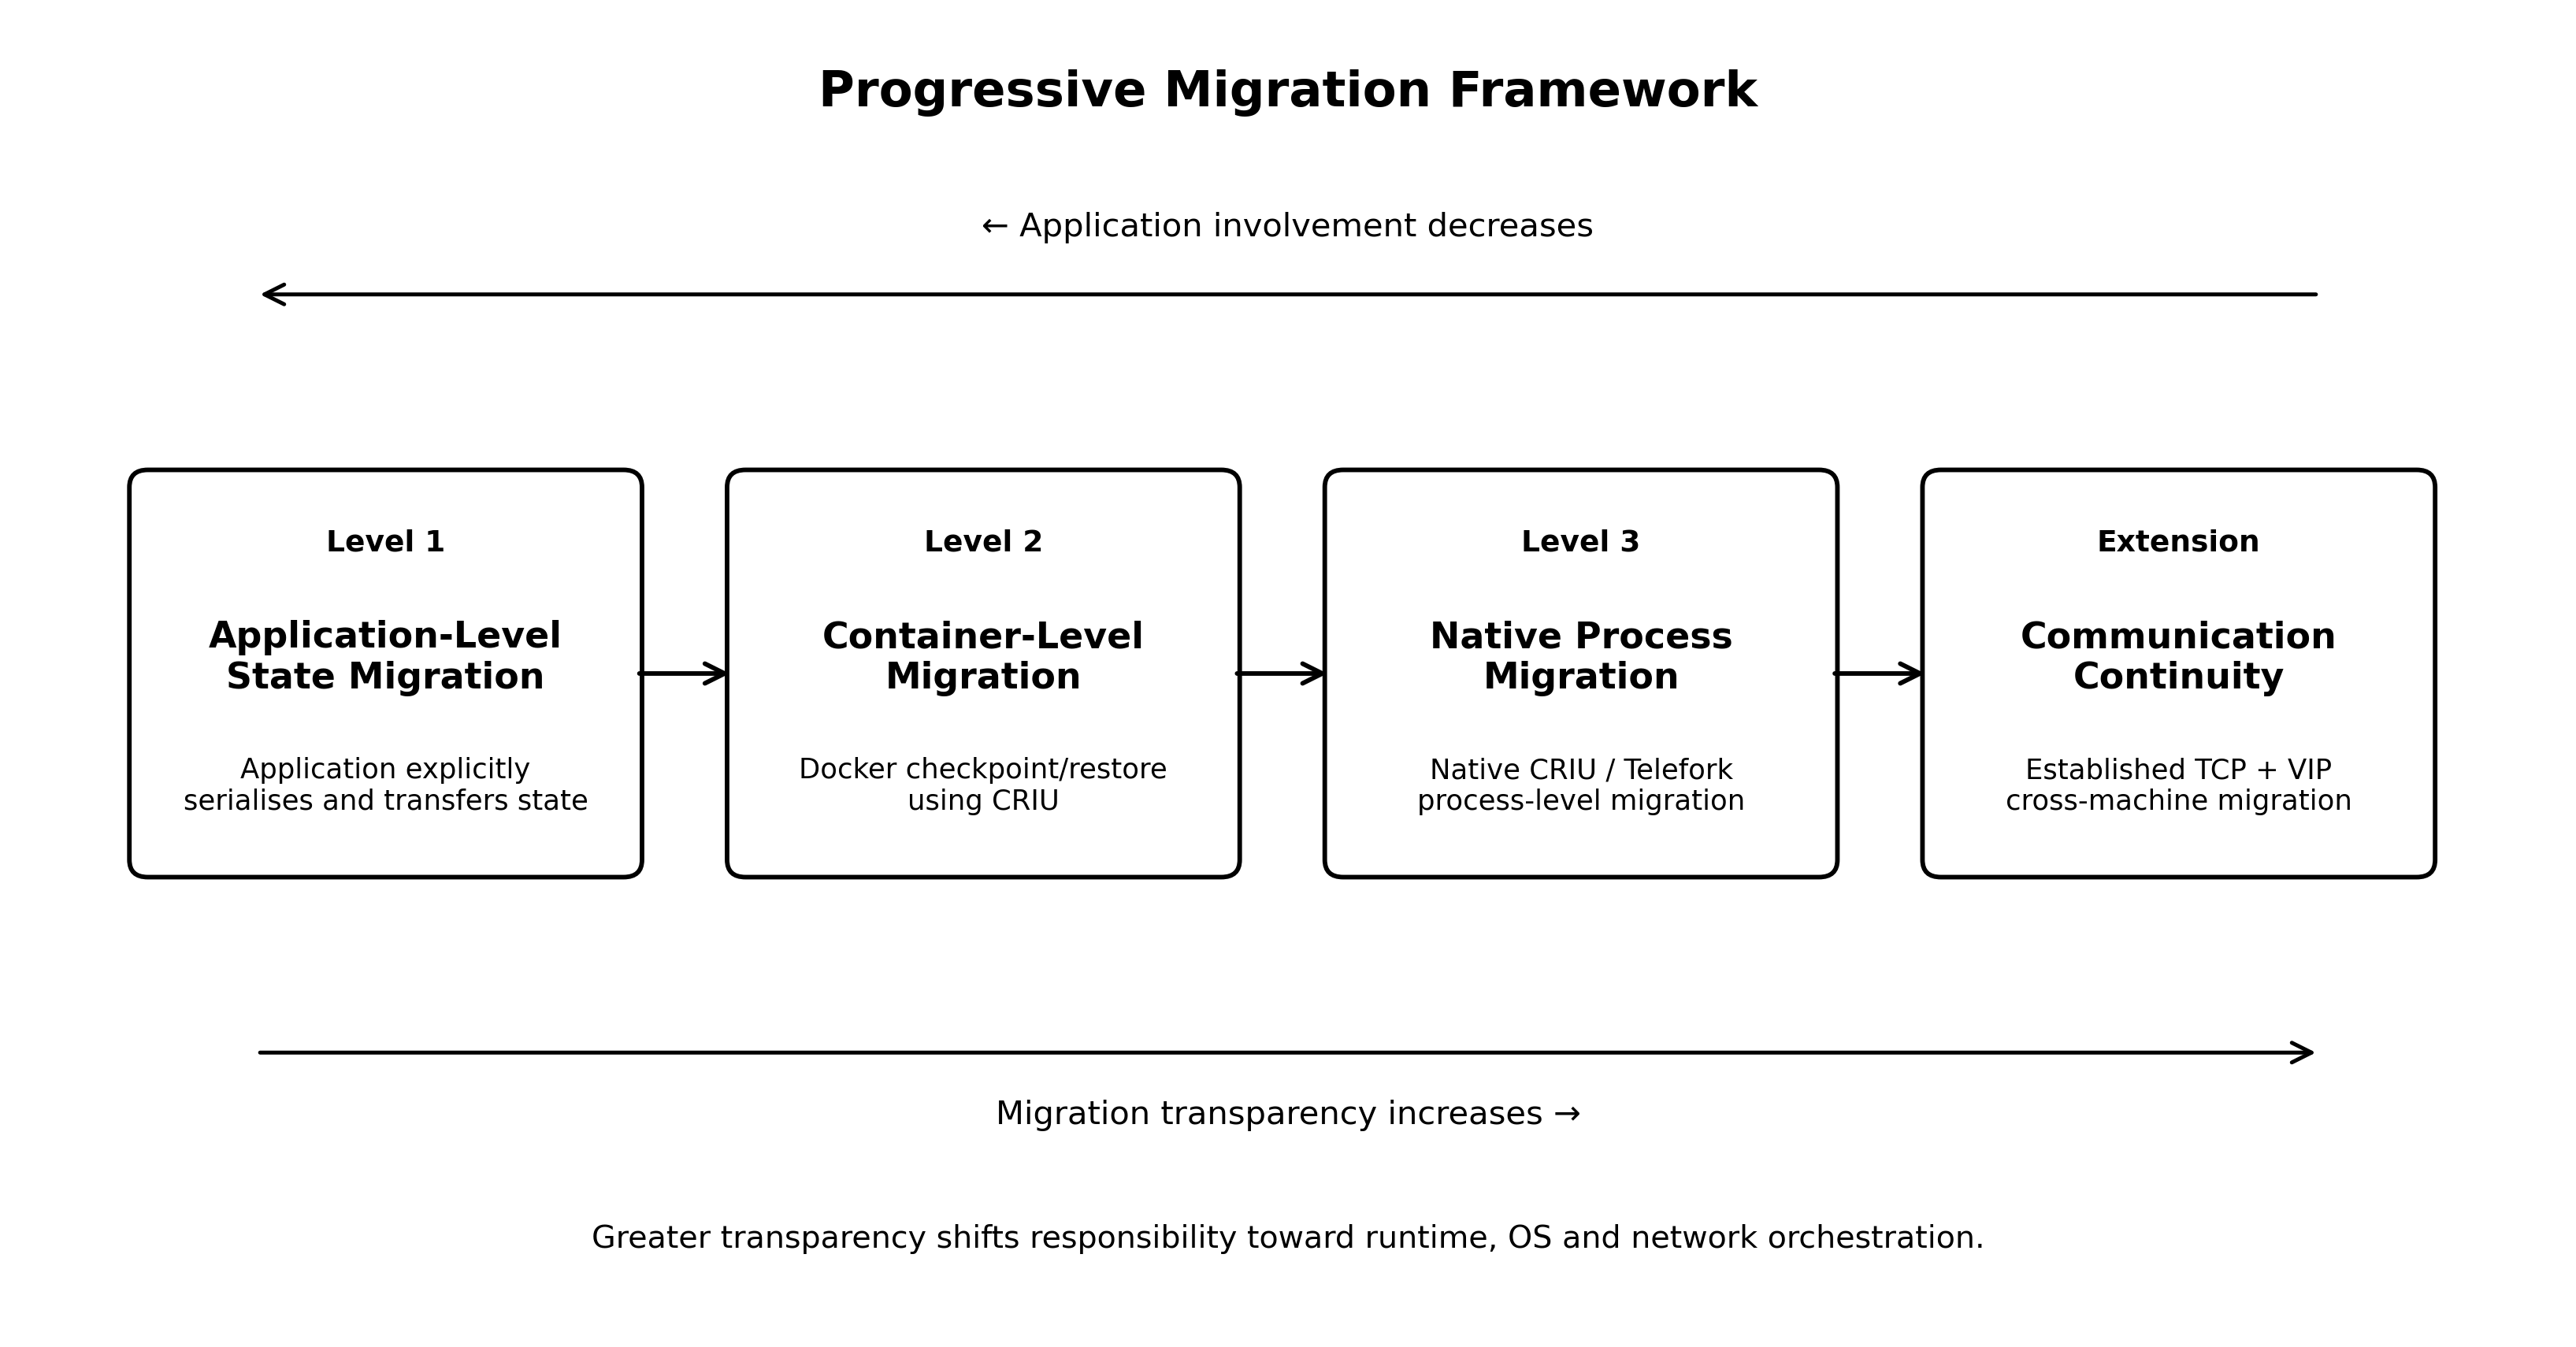 Progressive Migration Framework
← Application involvement decreases
Level 1
Application-Level
State Migration
Application explicitly
serialises and transfers state
Level 2
Container-Level
Migration
Docker checkpoint/restore
using CRIU
Level 3
Native Process
Migration
Native CRIU / Telefork
process-level migration
Extension
Communication
Continuity
Established TCP + VIP
cross-machine migration
Migration transparency increases →
Greater transparency shifts responsibility toward runtime, OS and network orchestration.